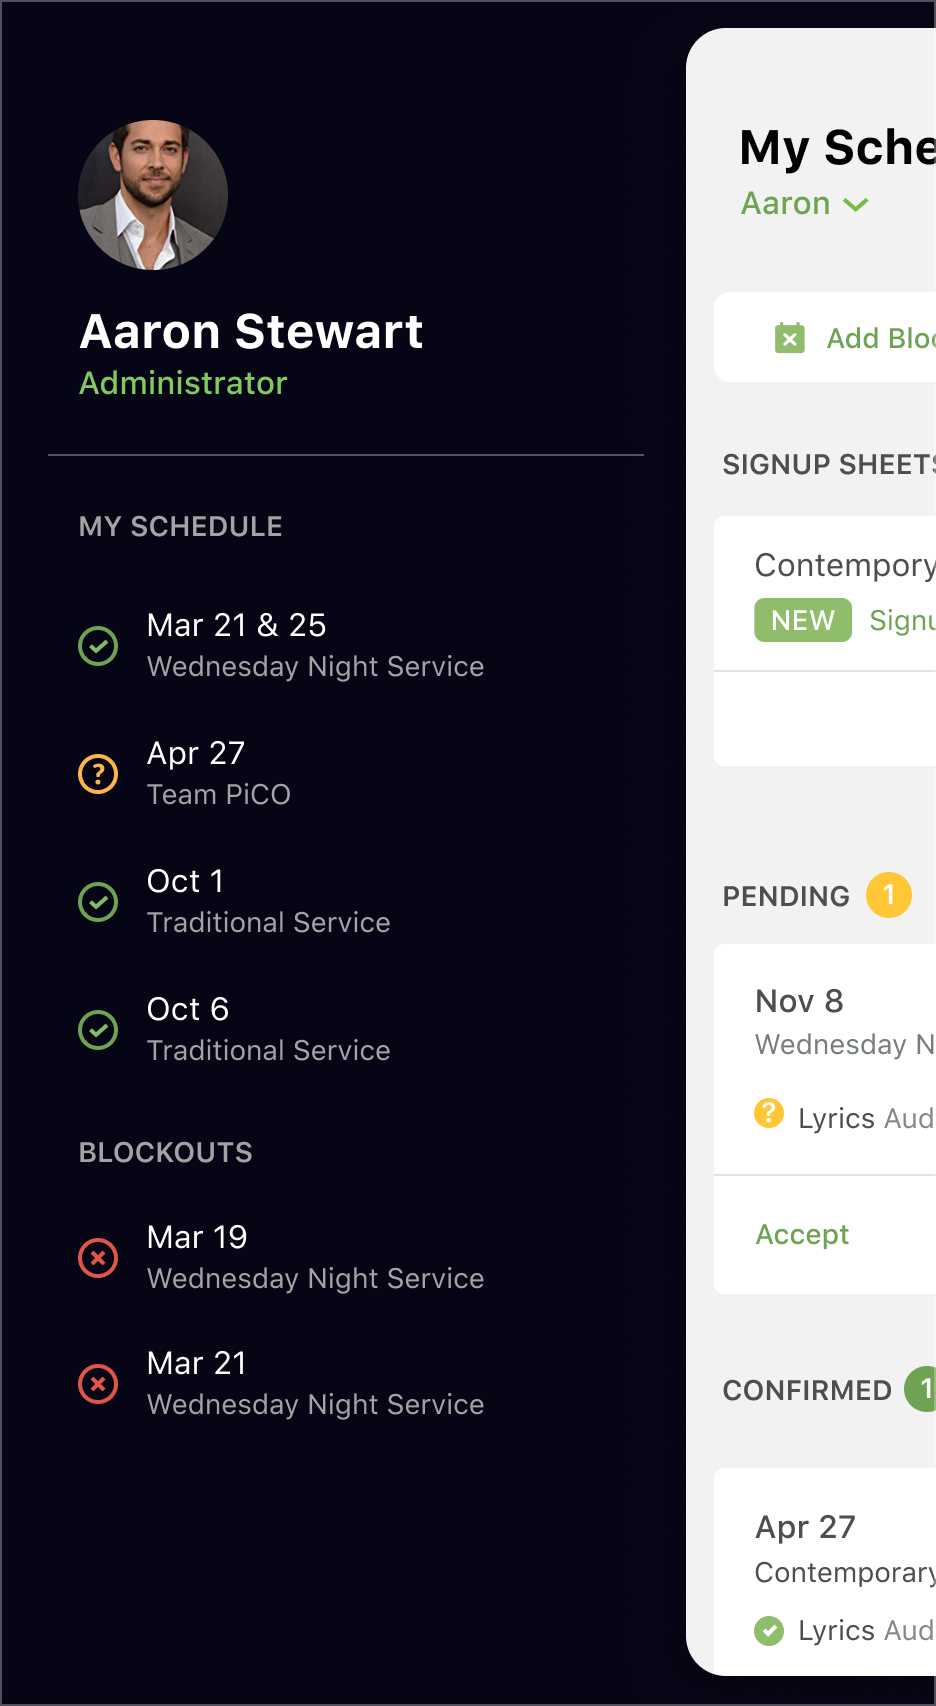 Aaron Stewart
Administrator
MY SCHEDULE
Mar 21 & 25
Wednesday Night Service
Apr 27
Team PiCO
Oct 1
Traditional Service
Oct 6
Traditional Service
BLOCKOUTS
Mar 19
Wednesday Night Service
Mar 21
Wednesday Night Service
My Sche
Aaron
Add Bloc
SIGNUP SHEETS
Contemporary
NEW Signu
PENDING 1
Nov 8
Wednesday N
? Lyrics Aud
Accept
CONFIRMED 1
Apr 27
Contemporary
Lyrics Aud